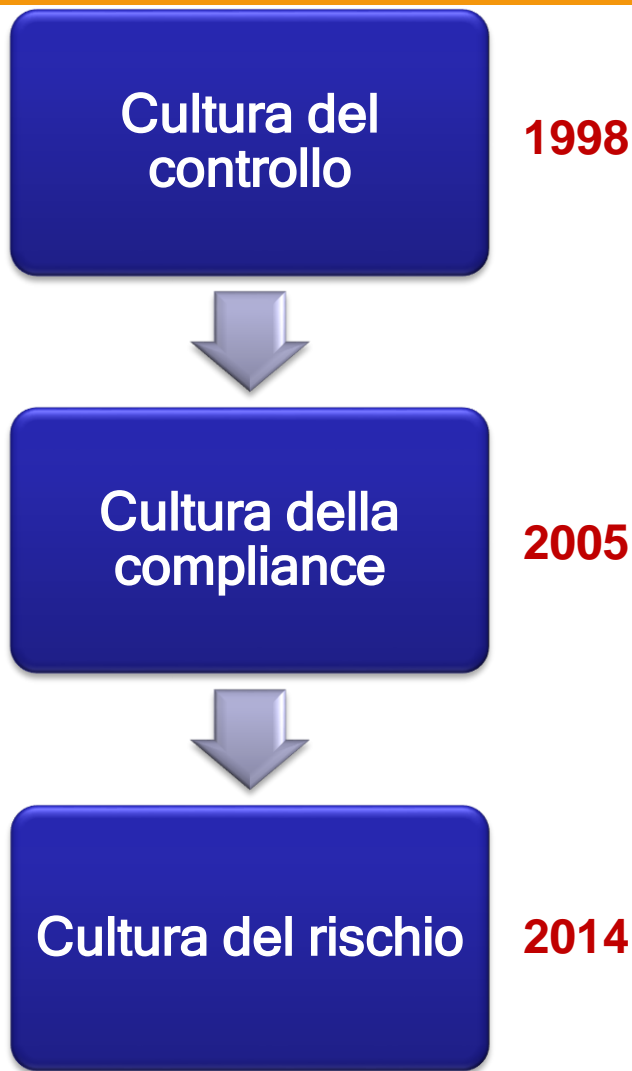 Cultura del
controllo
1998
Cultura della
compliance
2005
Cultura del rischio
2014